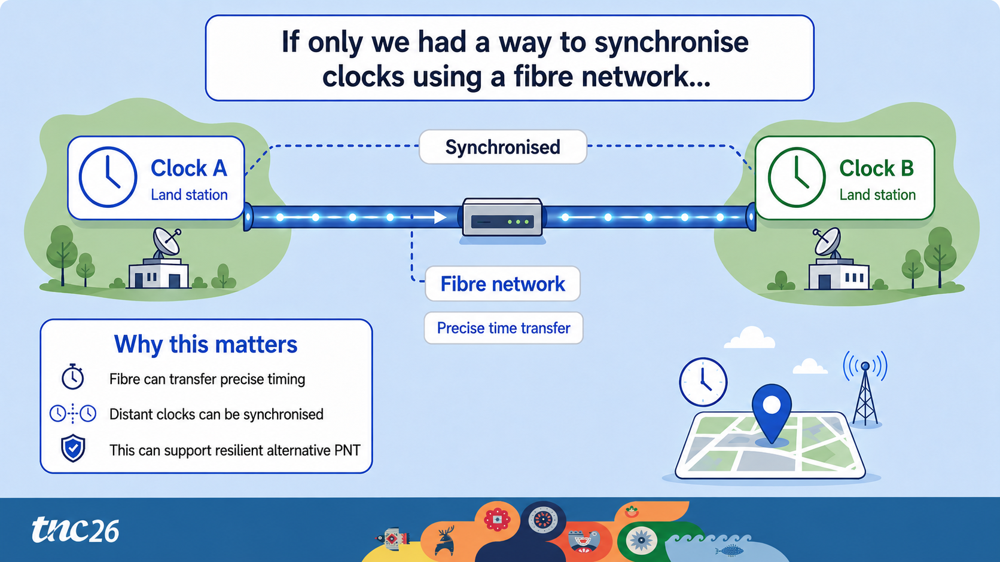 If only we had a way to synchronise
clocks using a fibre network...
Synchronised
Clock A
Land station
Clock B
Land station
Fibre network
Precise time transfer
Why this matters
Fibre can transfer precise timing
Distant clocks can be synchronised
This can support resilient alternative PNT
tnc26